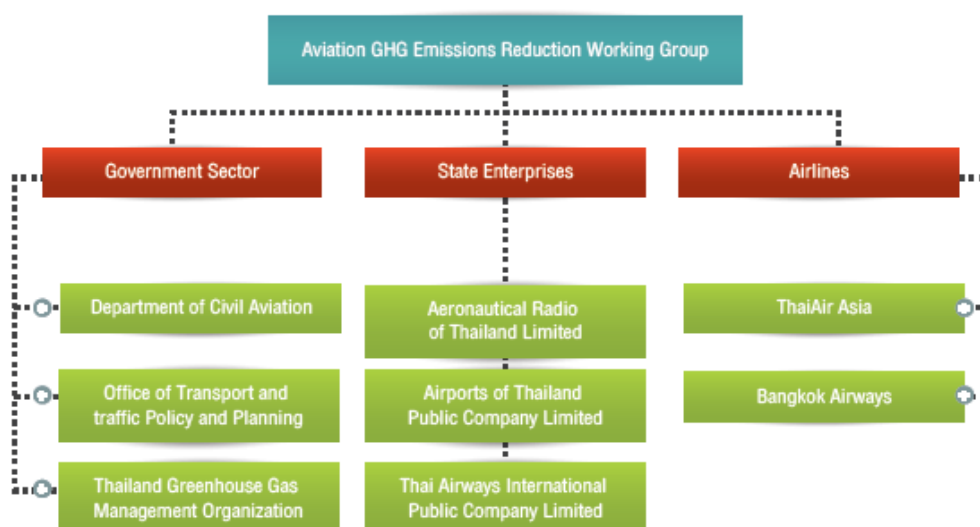 Aviation GHG Emissions Reduction Working Group
Government Sector
State Enterprises
Airlines
Department of Civil Aviation
Office of Transport and
traffic Policy and Planning
Thailand Greenhouse Gas
Management Organization
Aeronautical Radio
of Thailand Limited
Airports of Thailand
Public Company Limited
Thai Airways International
Public Company Limited
ThaiAir Asia
Bangkok Airways